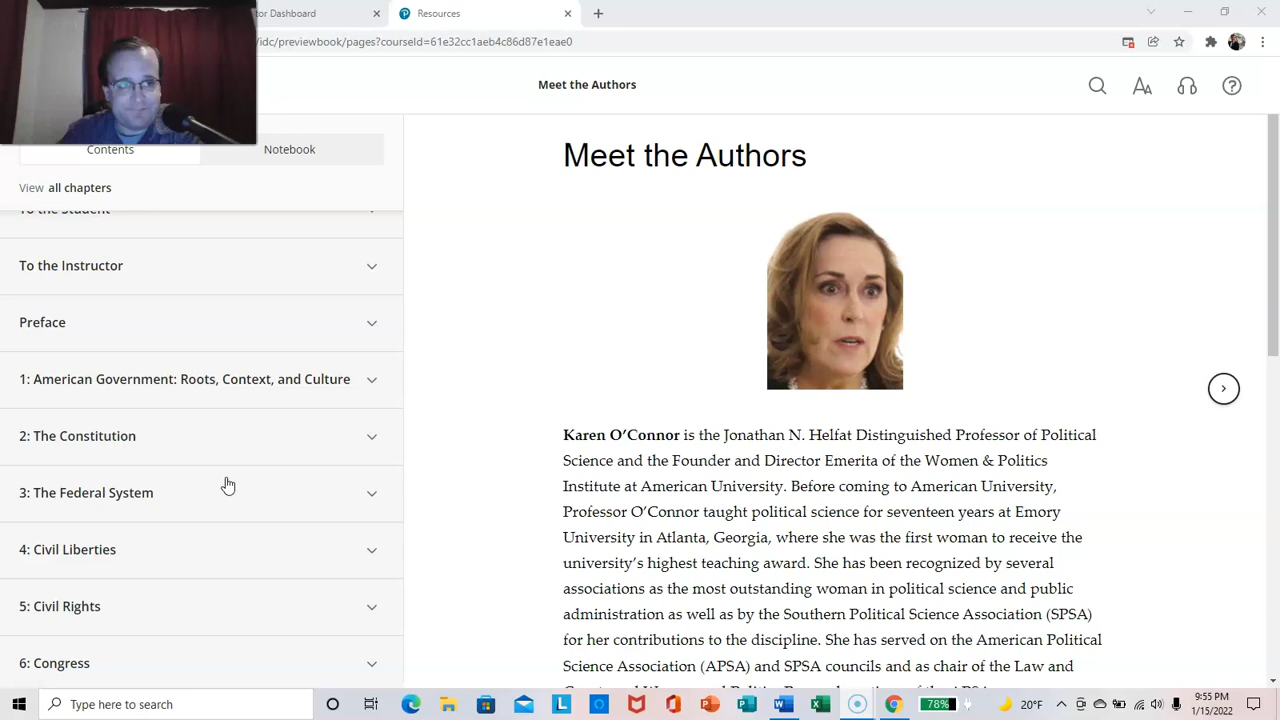 tor Dashboard
Resources
/idc/previewbook/pages?courseId=61e32cc1aeb4c86d87e1eae0
Meet the Authors
Contents
Notebook
View all chapters
To the Student
To the Instructor
Preface
1: American Government: Roots, Context, and Culture
2: The Constitution
3: The Federal System
4: Civil Liberties
5: Civil Rights
6: Congress
Meet the Authors
Karen O’Connor is the Jonathan N. Helfat Distinguished Professor of Political
Science and the Founder and Director Emerita of the Women & Politics
Institute at American University. Before coming to American University,
Professor O’Connor taught political science for seventeen years at Emory
University in Atlanta, Georgia, where she was the first woman to receive the
university’s highest teaching award. She has been recognized by several
associations as the most outstanding woman in political science and public
administration as well as by the Southern Political Science Association (SPSA)
for her contributions to the discipline. She has served on the American Political
Science Association (APSA) and SPSA councils and as chair of the Law and
Type here to search
78%
20°F
9:55 PM
1/15/2022